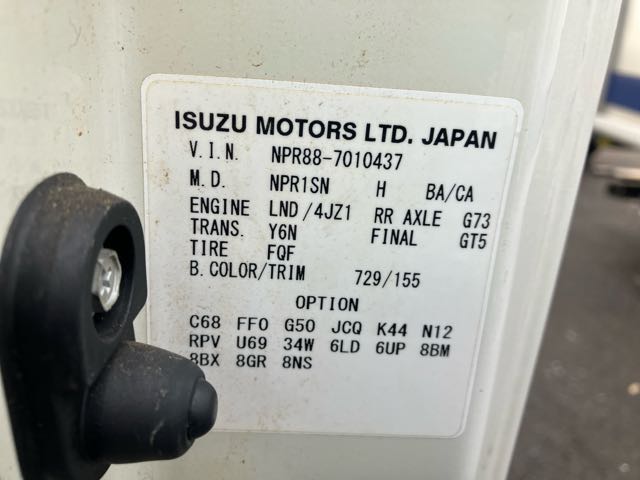 ISUZU MOTORS LTD. JAPAN
V.I.N. NPR88-7010437
M.D. NPR1SN H BA/CA
ENGINE LND/4JZ1 RR AXLE G73
TRANS. Y6N FINAL GT5
TIRE FQF
B.COLOR/TRIM 729/155
OPTION
C68 FF0 G50 JCQ K44 N12
RPV U69 34W 6LD 6UP 8BM
8BX 8GR 8NS